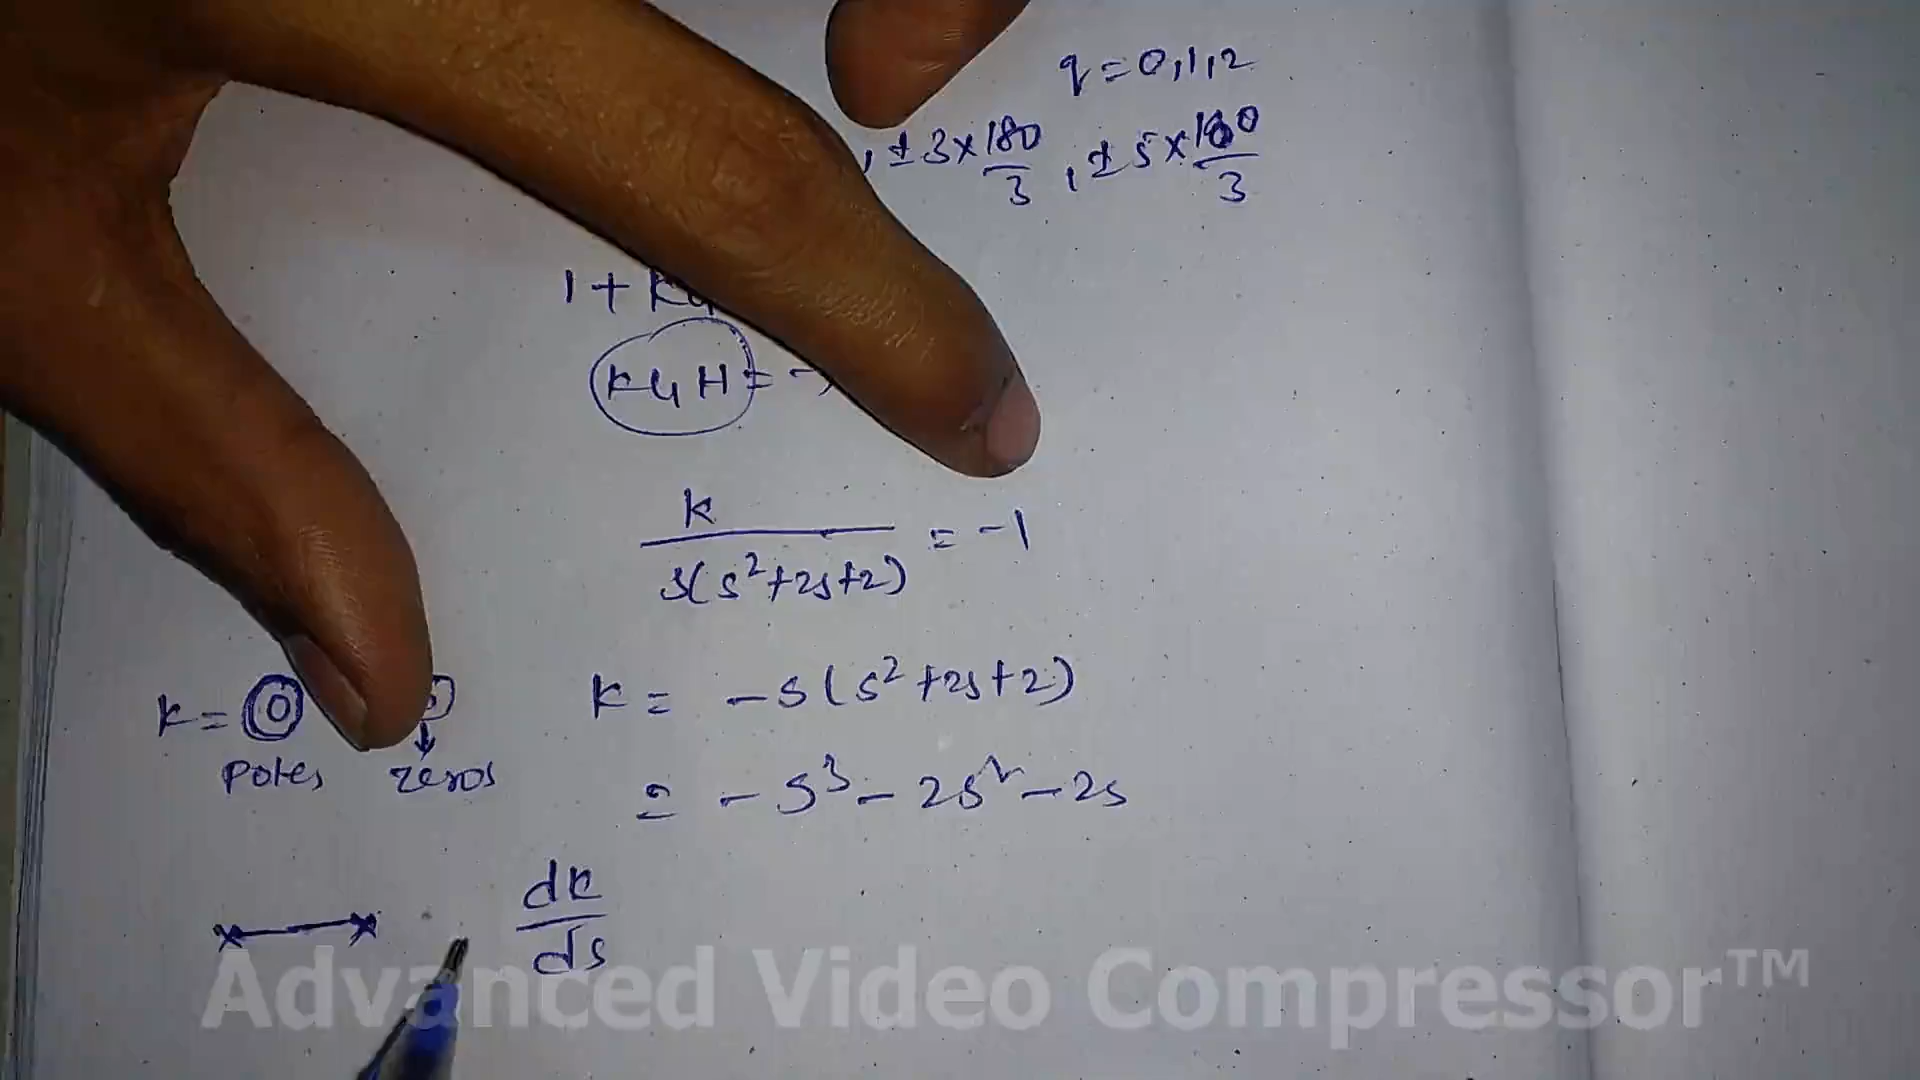 q = 0,1,2
, ± 3×180/3 , ± 5×180/3
1 + KG
KGH = -
K/s(s²+2s+2) = -1
K = 0
K = -s(s²+2s+2)
poles zeros
= -s³ - 2s² - 2s
dK/ds
Advanced Video Compressor™